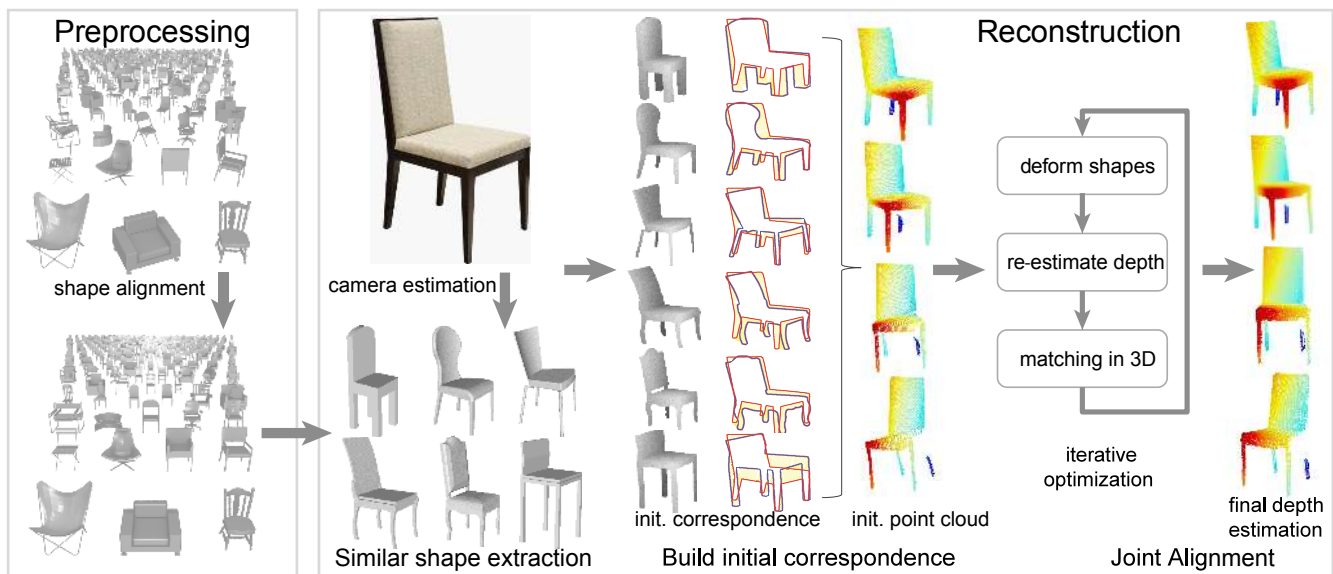 Preprocessing
shape alignment
Reconstruction
camera estimation
Similar shape extraction
init. correspondence
init. point cloud
Build initial correspondence
deform shapes
re-estimate depth
matching in 3D
iterative
optimization
final depth
estimation
Joint Alignment